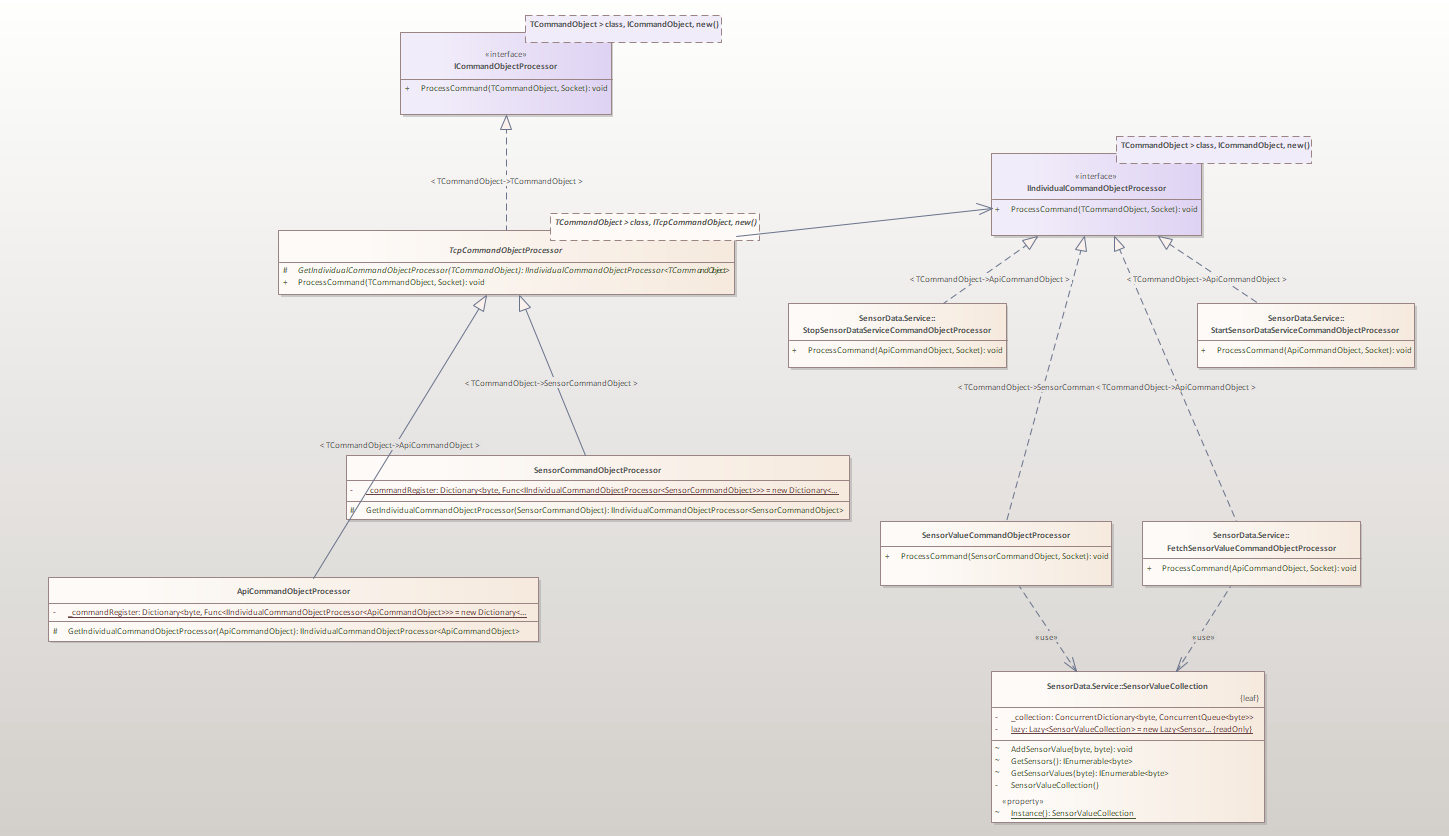 TCommandObject > class, ICommandObject, new()
«interface»
ICommandObjectProcessor
+ ProcessCommand(TCommandObject, Socket): void
< TCommandObject->TCommandObject >
TCommandObject > class, ICommandObject, new()
«interface»
IIndividualCommandObjectProcessor
+ ProcessCommand(TCommandObject, Socket): void
TCommandObject > class, ITcpCommandObject, new()
TcpCommandObjectProcessor
# GetIndividualCommandObjectProcessor(TCommandObject): IIndividualCommandObjectProcessor<TCommandObject>
+ ProcessCommand(TCommandObject, Socket): void
< TCommandObject->ApiCommandObject >
< TCommandObject->ApiCommandObject >
SensorData.Service::
StopSensorDataServiceCommandObjectProcessor
+ ProcessCommand(ApiCommandObject, Socket): void
SensorData.Service::
StartSensorDataServiceCommandObjectProcessor
+ ProcessCommand(ApiCommandObject, Socket): void
< TCommandObject->SensorCommandObject >
< TCommandObject->SensorComman
< TCommandObject->ApiCommandObject >
< TCommandObject->ApiCommandObject >
SensorCommandObjectProcessor
- _commandRegister: Dictionary<byte, Func<IIndividualCommandObjectProcessor<SensorCommandObject>>> = new Dictionary<...
# GetIndividualCommandObjectProcessor(SensorCommandObject): IIndividualCommandObjectProcessor<SensorCommandObject>
SensorValueCommandObjectProcessor
+ ProcessCommand(SensorCommandObject, Socket): void
SensorData.Service::
FetchSensorValueCommandObjectProcessor
+ ProcessCommand(ApiCommandObject, Socket): void
ApiCommandObjectProcessor
- _commandRegister: Dictionary<byte, Func<IIndividualCommandObjectProcessor<ApiCommandObject>>> = new Dictionary<...
# GetIndividualCommandObjectProcessor(ApiCommandObject): IIndividualCommandObjectProcessor<ApiCommandObject>
«use»
«use»
SensorData.Service::SensorValueCollection
{leaf}
- _collection: ConcurrentDictionary<byte, ConcurrentQueue<byte>>
- lazy: Lazy<SensorValueCollection> = new Lazy<Sensor... {readOnly}
~ AddSensorValue(byte, byte): void
~ GetSensors(): IEnumerable<byte>
~ GetSensorValues(byte): IEnumerable<byte>
- SensorValueCollection()
«property»
~ Instance(): SensorValueCollection